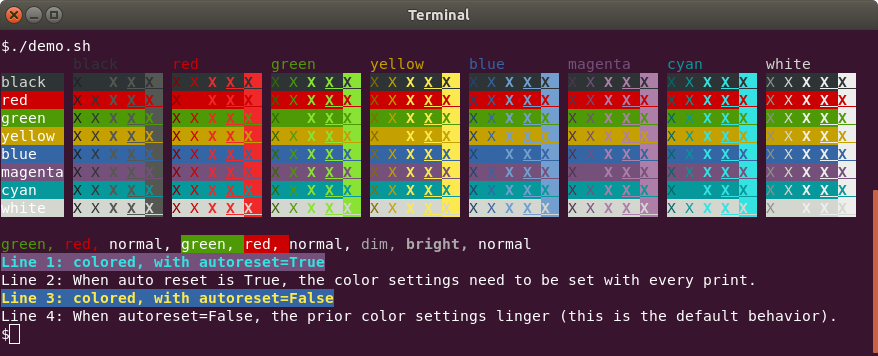 Terminal
$./demo.sh
black red green yellow blue magenta cyan white
black X X X X X X X X X X X X X X X X X X X X X X X X X X X X X X X X X X X X X X X
red X X X X X X X X X X X X X X X X X X X X X X X X X X X X X X X X X X X X X X X
green X X X X X X X X X X X X X X X X X X X X X X X X X X X X X X X X X X X X X X X
yellow X X X X X X X X X X X X X X X X X X X X X X X X X X X X X X X X X X X X X X X
blue X X X X X X X X X X X X X X X X X X X X X X X X X X X X X X X X X X X X X X X
magenta X X X X X X X X X X X X X X X X X X X X X X X X X X X X X X X X X X X X X X X
cyan X X X X X X X X X X X X X X X X X X X X X X X X X X X X X X X X X X X X X X X
white X X X X X X X X X X X X X X X X X X X X X X X X X X X X X X X X X X X X X X X
green, red, normal, green, red, normal, dim, bright, normal
Line 1: colored, with autoreset=True
Line 2: When auto reset is True, the color settings need to be set with every print.
Line 3: colored, with autoreset=False
Line 4: When autoreset=False, the prior color settings linger (this is the default behavior).
$